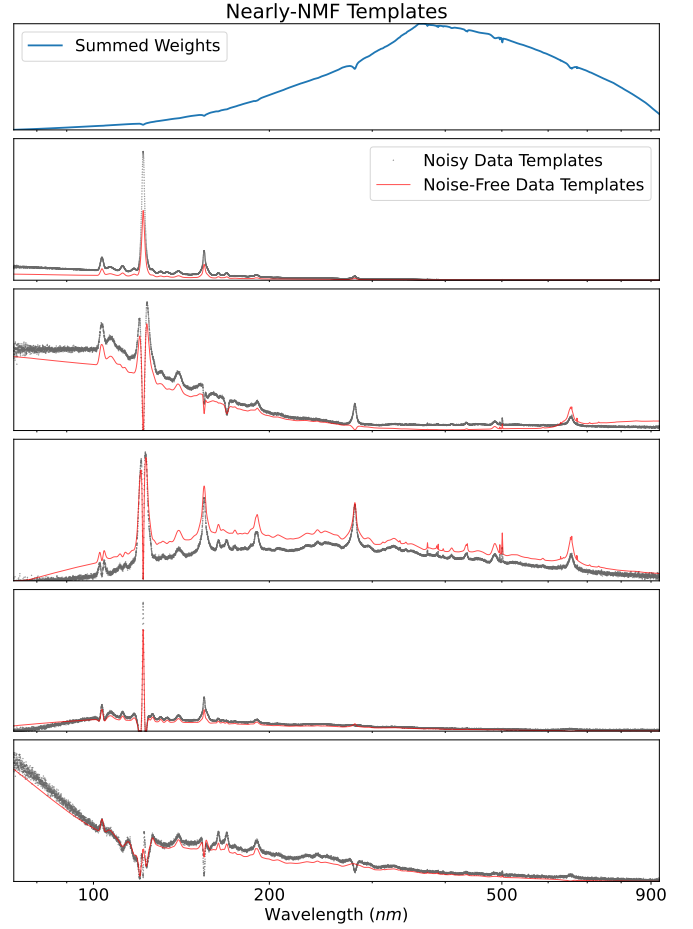 Nearly-NMF Templates
Summed Weights
Noisy Data Templates
Noise-Free Data Templates
100 200 500 900
Wavelength (nm)